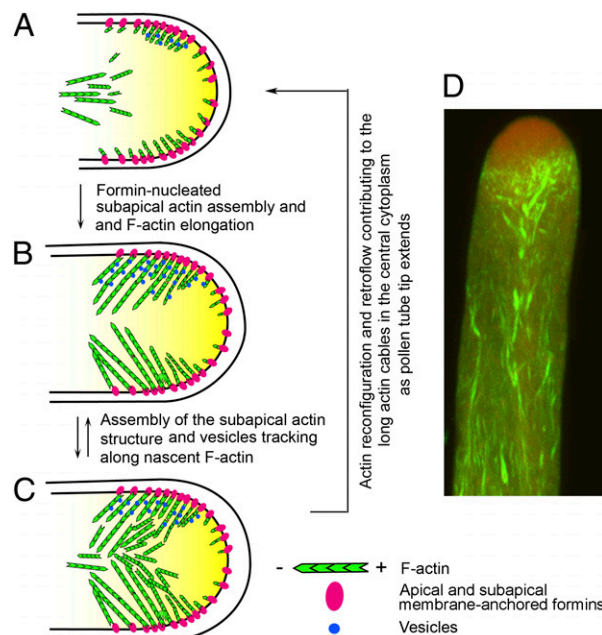 A
Formin-nucleated
subapical actin assembly and
and F-actin elongation
B
Assembly of the subapical actin
structure and vesicles tracking
along nascent F-actin
C
Actin reconfiguration and retroflow contributing to the
long actin cables in the central cytoplasm
as pollen tube tip extends
D
- + F-actin
Apical and subapical
membrane-anchored formins
Vesicles